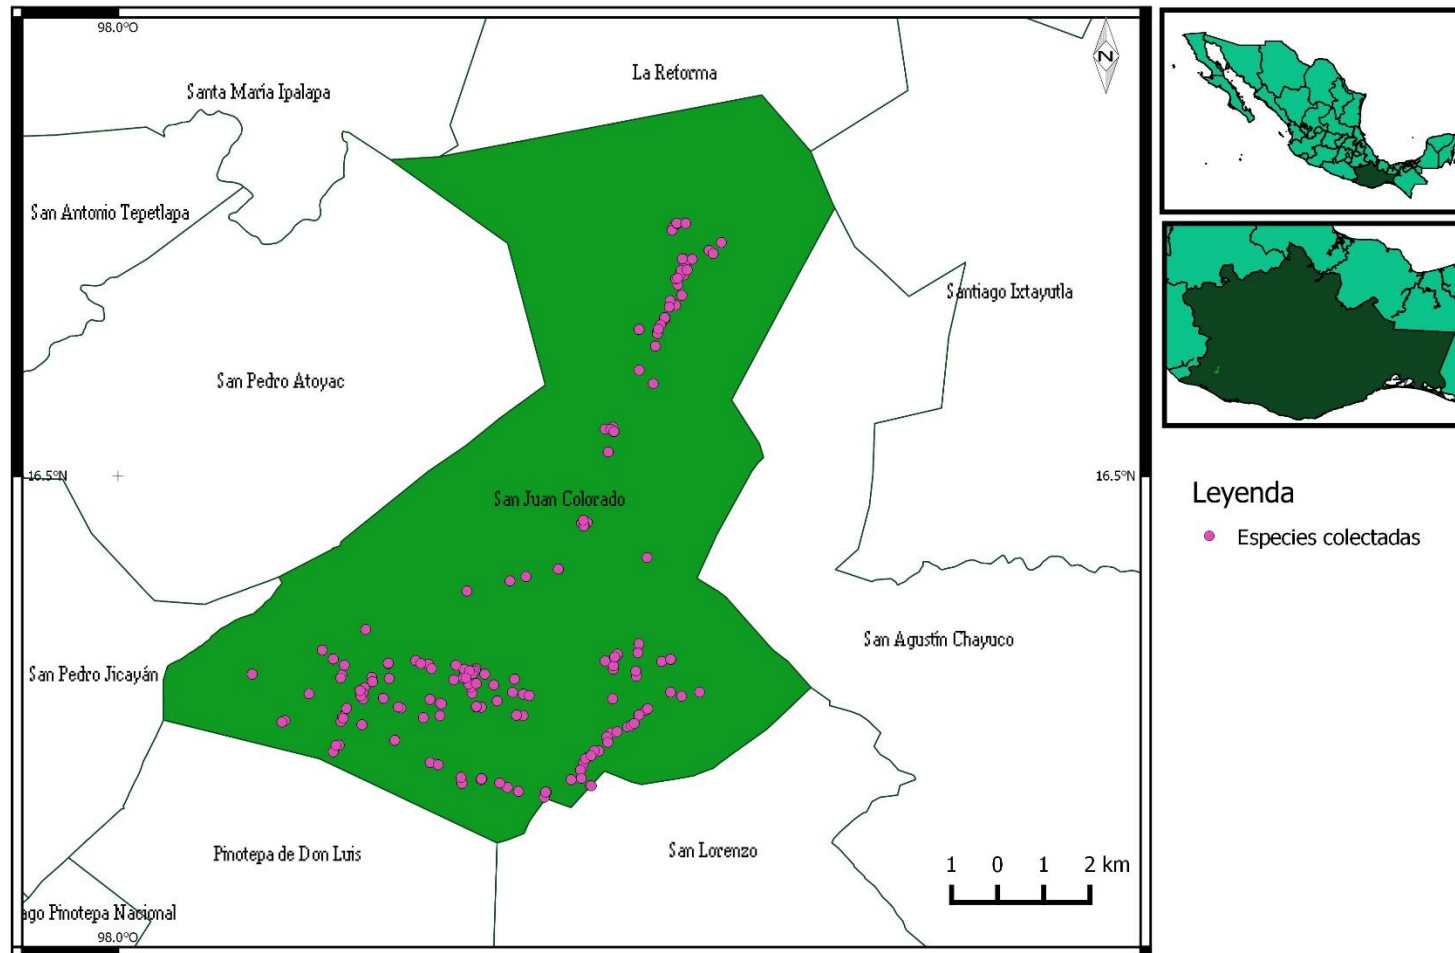 98.0°O
La Reforma
N
Santa María Ipalapa
San Antonio Tepetlapa
Santiago Ixtayutla
San Pedro Atoyac
16.5°N
16.5°N
San Juan Colorado
Leyenda
Especies colectadas
San Agustín Chayuco
San Pedro Jicayán
Pinotepa de Don Luis
San Lorenzo
1 0 1 2 km
ago Pinotepa Nacional
98.0°O